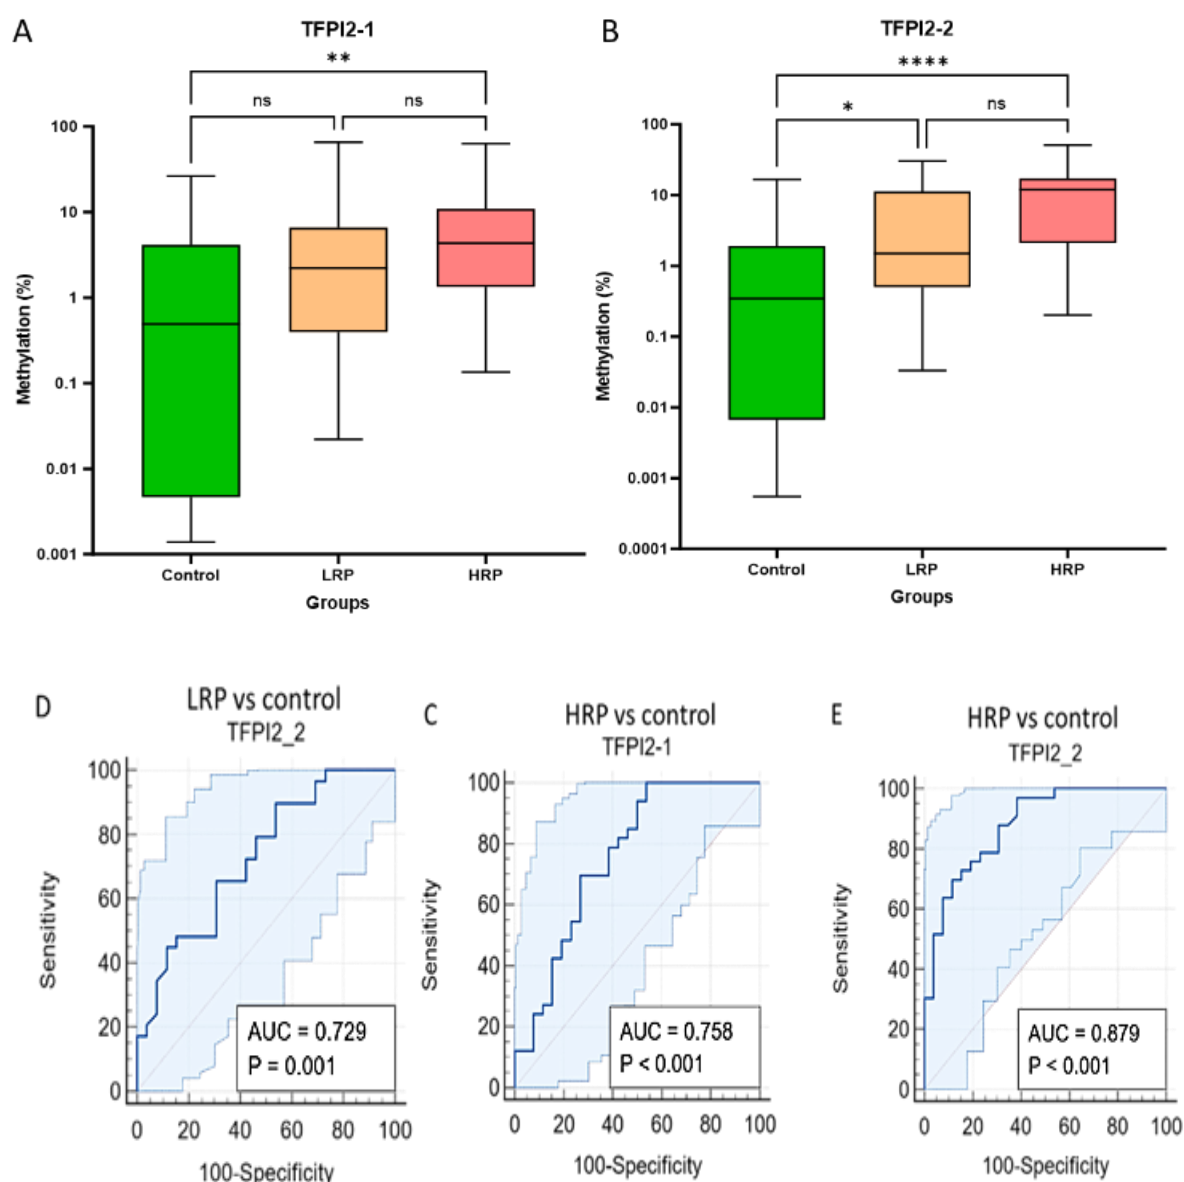 A
TFPI2-1
**
ns
ns
100
10
1
0.1
0.01
0.001
Methylation (%)
Control
LRP
HRP
Groups
B
TFPI2-2
****
*
ns
100
10
1
0.1
0.01
0.001
0.0001
Methylation (%)
Control
LRP
HRP
Groups
D
LRP vs control
TFPI2_2
100
80
60
40
20
0
Sensitivity
AUC = 0.729
P = 0.001
0 20 40 60 80 100
100-Specificity
C
HRP vs control
TFPI2-1
100
80
60
40
20
0
Sensitivity
AUC = 0.758
P < 0.001
0 20 40 60 80 100
100-Specificity
E
HRP vs control
TFPI2_2
100
80
60
40
20
0
Sensitivity
AUC = 0.879
P < 0.001
0 20 40 60 80 100
100-Specificity